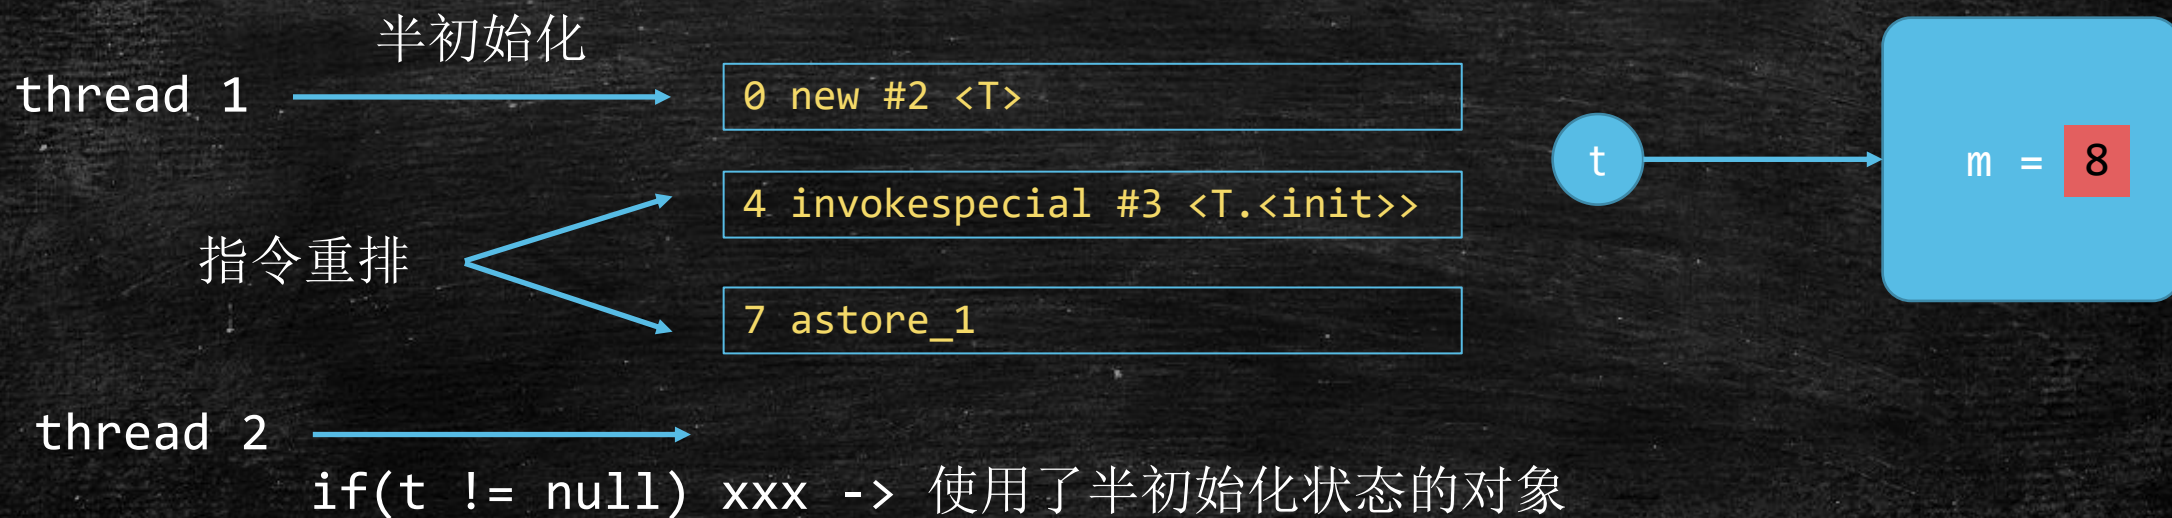 半初始化
thread 1
0 new #2 <T>
4 invokespecial #3 <T.<init>>
指令重排
7 astore_1
t
m = 8
thread 2
if(t != null) xxx -> 使用了半初始化状态的对象